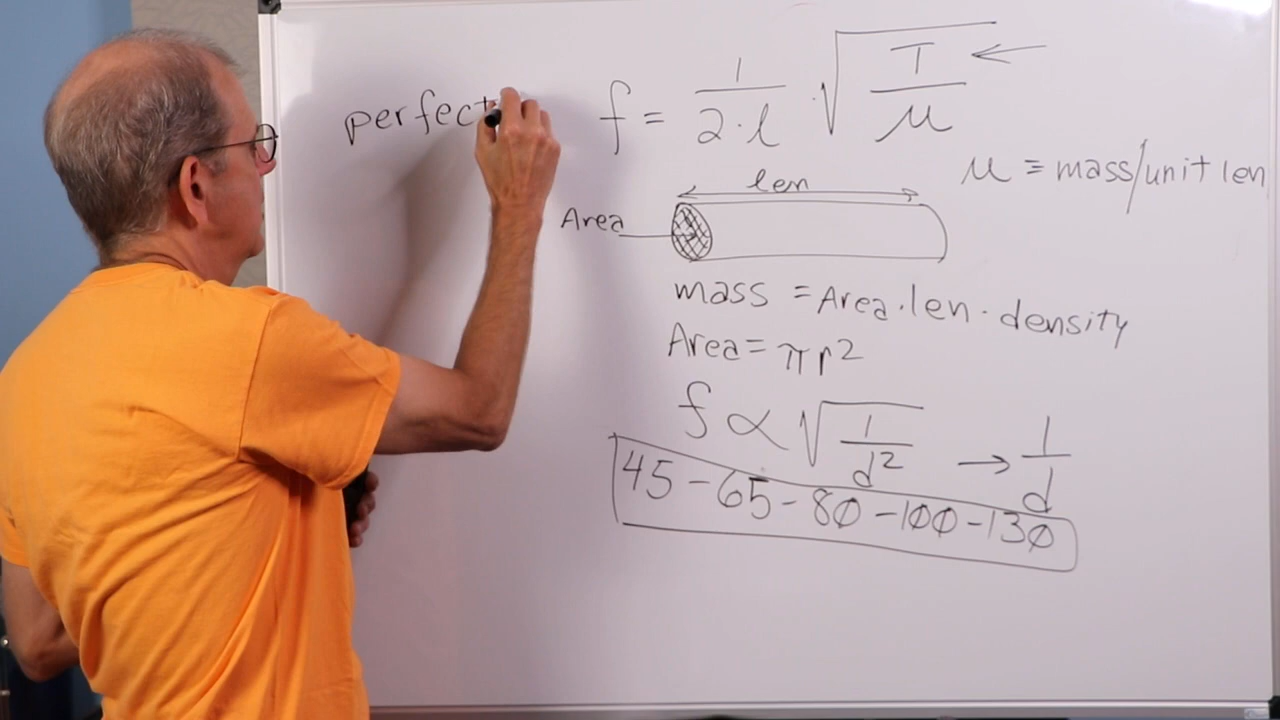 perfect
f = 1/2·l · √T/μ ←
μ = mass/unit len
len
Area
mass = Area·len·density
Area = πr²
f ∝ √1/d² → 1/d
45-65-80-100-130